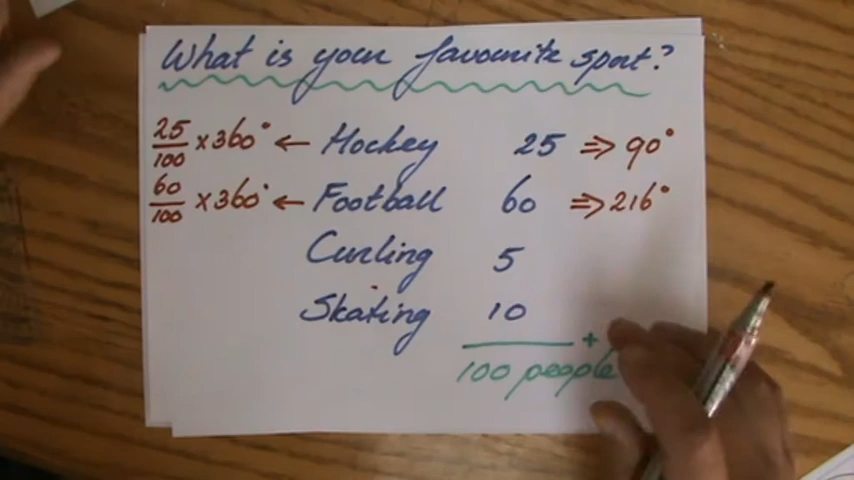 What is your favourite sport?
25/100 ×360° ← Hockey 25 ⇒ 90°
60/100 ×360° ← Football 60 ⇒ 216°
Curling 5
Skating 10
+
100 people